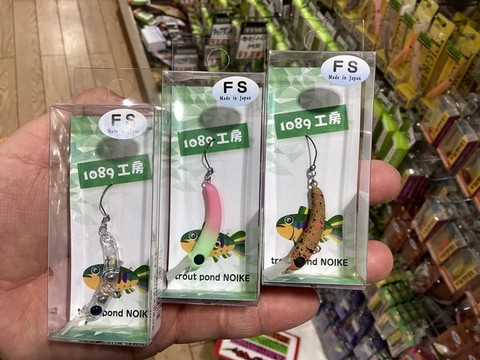 FS
Made in Japan
1089工房
trout pond NOIKE
FS
Made in Japan
1089工房
trout pond NOIKE
FS
Made in Japan
1089工房
trout pond NOIKE